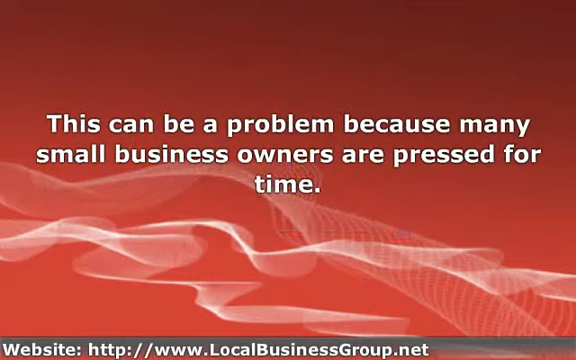 This can be a problem because many
small business owners are pressed for
time.
Website: http://www.LocalBusinessGroup.net